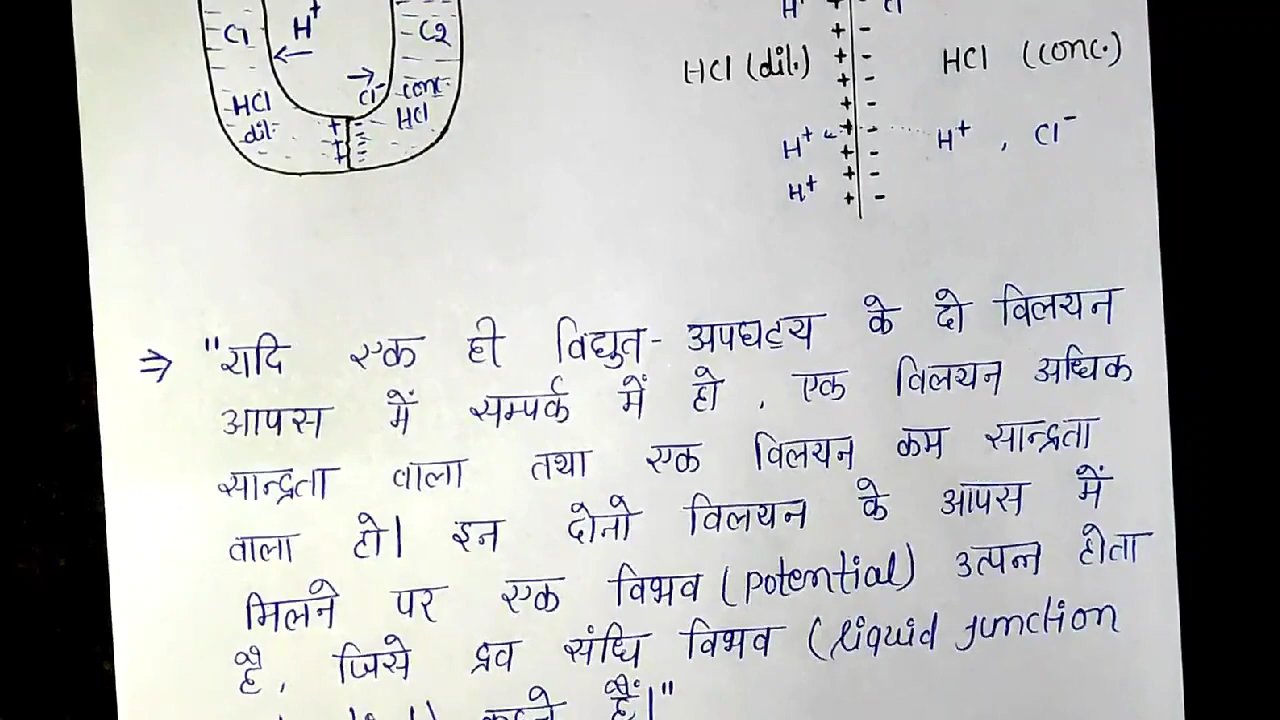 H⁺ + - Cl
C1 H⁺ C2
HCl (dil.) HCl (conc.)
Cl⁻ conc.
HCl HCl
dil.
H⁺ H⁺ , Cl⁻
H⁺
⇒ "यदि एक ही विद्युत-अपघट्य के दो विलयन
आपस में सम्पर्क में हो , एक विलयन अधिक
सान्द्रता वाला तथा एक विलयन कम सान्द्रता
वाला हो। इन दोनो विलयन के आपस में
मिलने पर एक विभव (potential) उत्पन्न होता
है, जिसे द्रव संधि विभव (liquid junction
कहते हैं।"